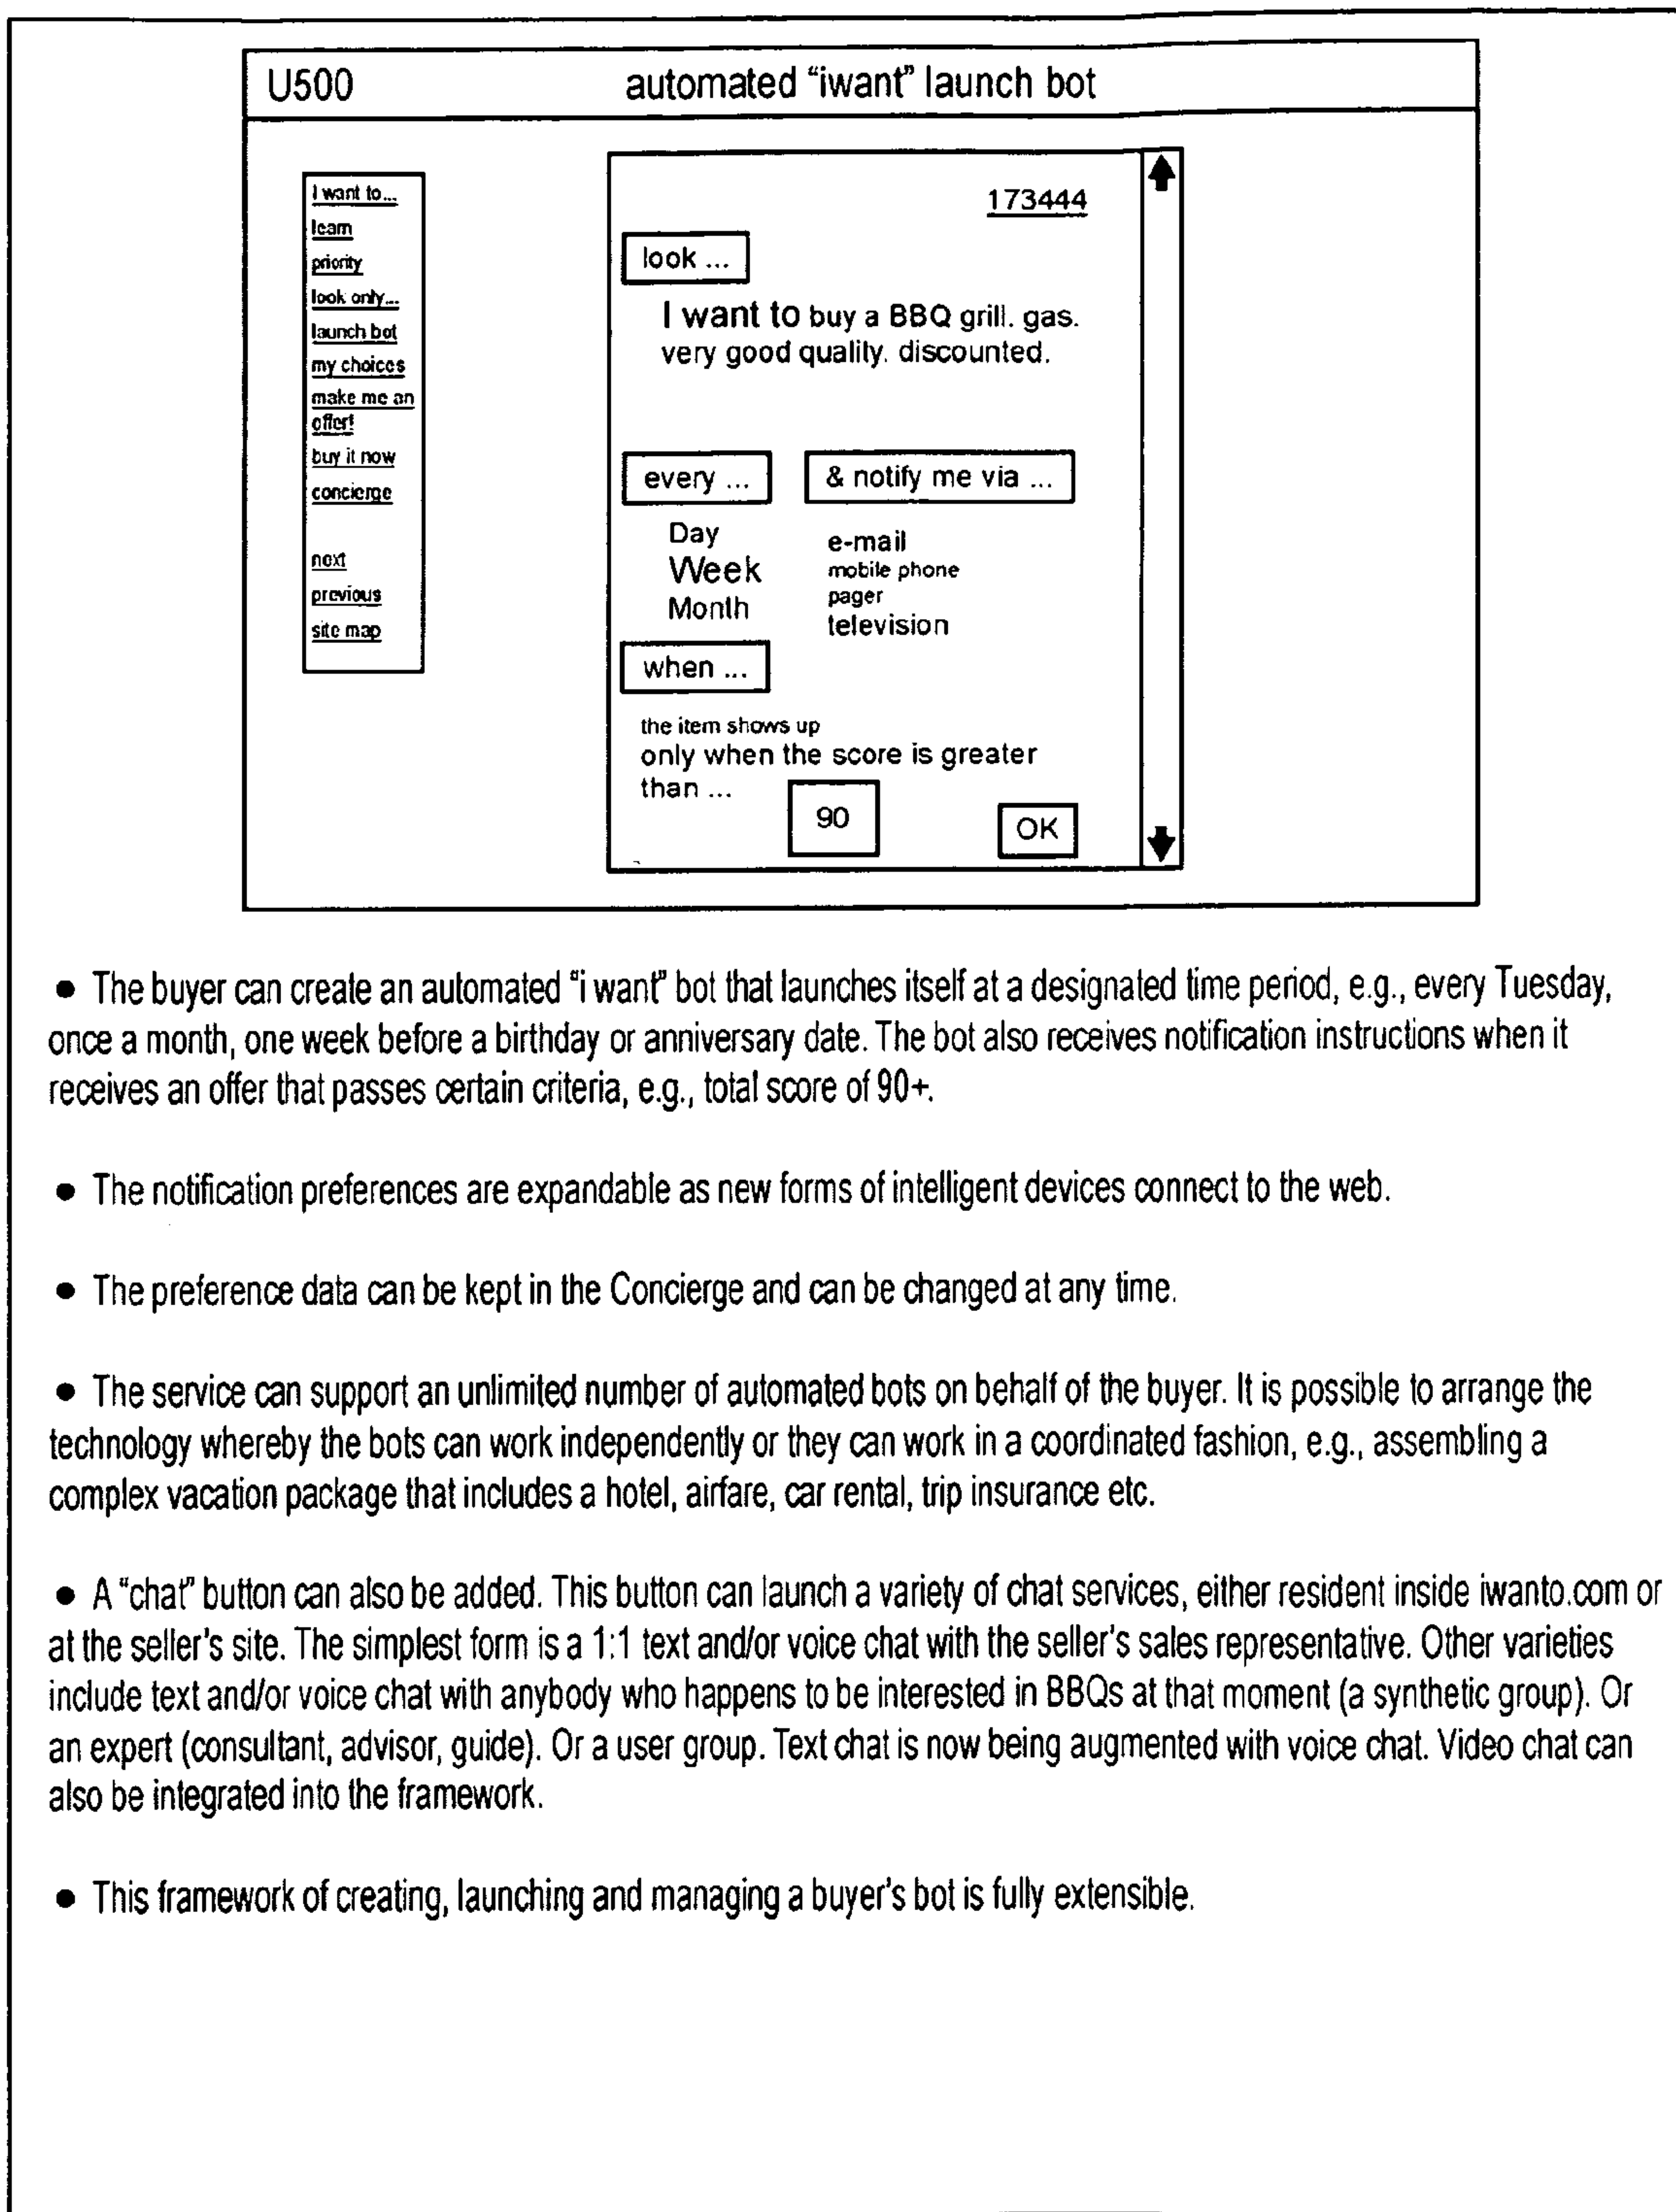 U500 automated “iwant” launch bot
I want to...
learn
priority
look only...
launch bot
my choices
make me an
offer!
buy it now
concierge
next
previous
site map
173444
look ...
I want to buy a BBQ grill. gas.
very good quality. discounted.
every ... & notify me via ...
Day
Week
Month
e-mail
mobile phone
pager
television
when ...
the item shows up
only when the score is greater
than ...
90
OK
• The buyer can create an automated “i want” bot that launches itself at a designated time period, e.g., every Tuesday,
once a month, one week before a birthday or anniversary date. The bot also receives notification instructions when it
receives an offer that passes certain criteria, e.g., total score of 90+.
• The notification preferences are expandable as new forms of intelligent devices connect to the web.
• The preference data can be kept in the Concierge and can be changed at any time.
• The service can support an unlimited number of automated bots on behalf of the buyer. It is possible to arrange the
technology whereby the bots can work independently or they can work in a coordinated fashion, e.g., assembling a
complex vacation package that includes a hotel, airfare, car rental, trip insurance etc.
• A “chat” button can also be added. This button can launch a variety of chat services, either resident inside iwanto.com or
at the seller's site. The simplest form is a 1:1 text and/or voice chat with the seller's sales representative. Other varieties
include text and/or voice chat with anybody who happens to be interested in BBQs at that moment (a synthetic group). Or
an expert (consultant, advisor, guide). Or a user group. Text chat is now being augmented with voice chat. Video chat can
also be integrated into the framework.
• This framework of creating, launching and managing a buyer's bot is fully extensible.